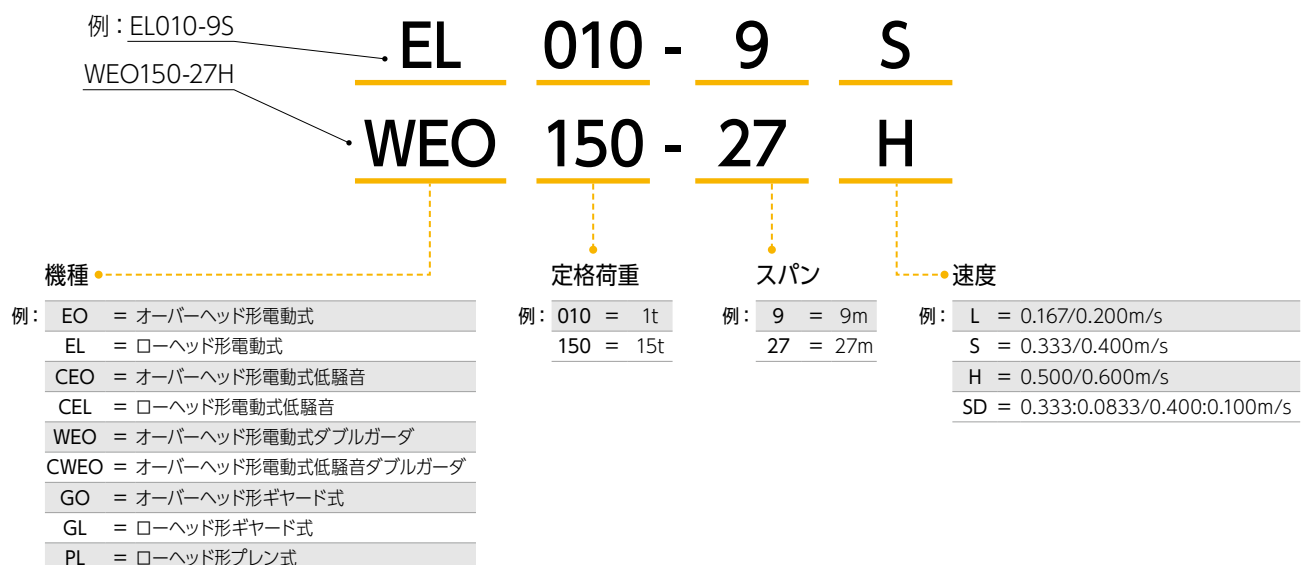 例：EL010-9S
EL 010 - 9 S
WEO150-27H
WEO 150 - 27 H
機種 定格荷重 スパン 速度
例： EO = オーバーヘッド形電動式 例： 010 = 1t 例： 9 = 9m 例： L = 0.167/0.200m/s
EL = ローヘッド形電動式 150 = 15t 27 = 27m S = 0.333/0.400m/s
CEO = オーバーヘッド形電動式低騒音 H = 0.500/0.600m/s
CEL = ローヘッド形電動式低騒音 SD = 0.333:0.0833/0.400:0.100m/s
WEO = オーバーヘッド形電動式ダブルガーダ
CWEO = オーバーヘッド形電動式低騒音ダブルガーダ
GO = オーバーヘッド形ギヤード式
GL = ローヘッド形ギヤード式
PL = ローヘッド形プレン式